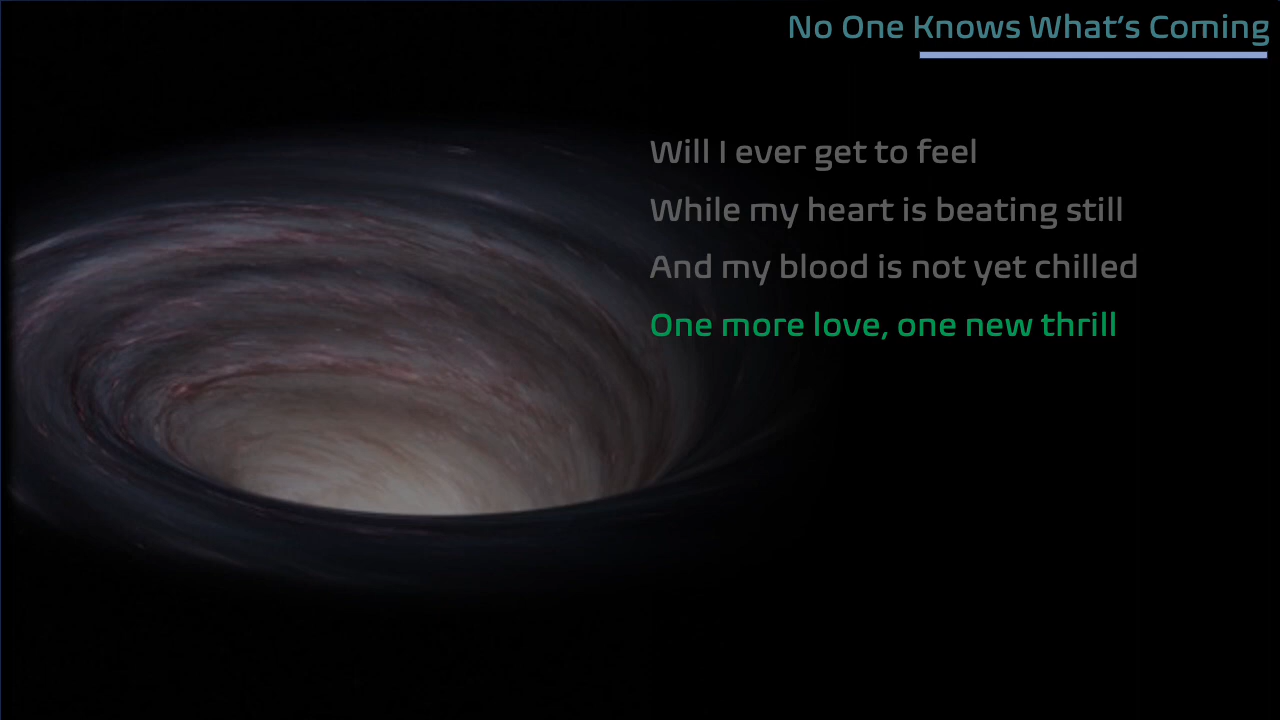 No One Knows What's Coming
Will I ever get to feel
While my heart is beating still
And my blood is not yet chilled
One more love, one new thrill